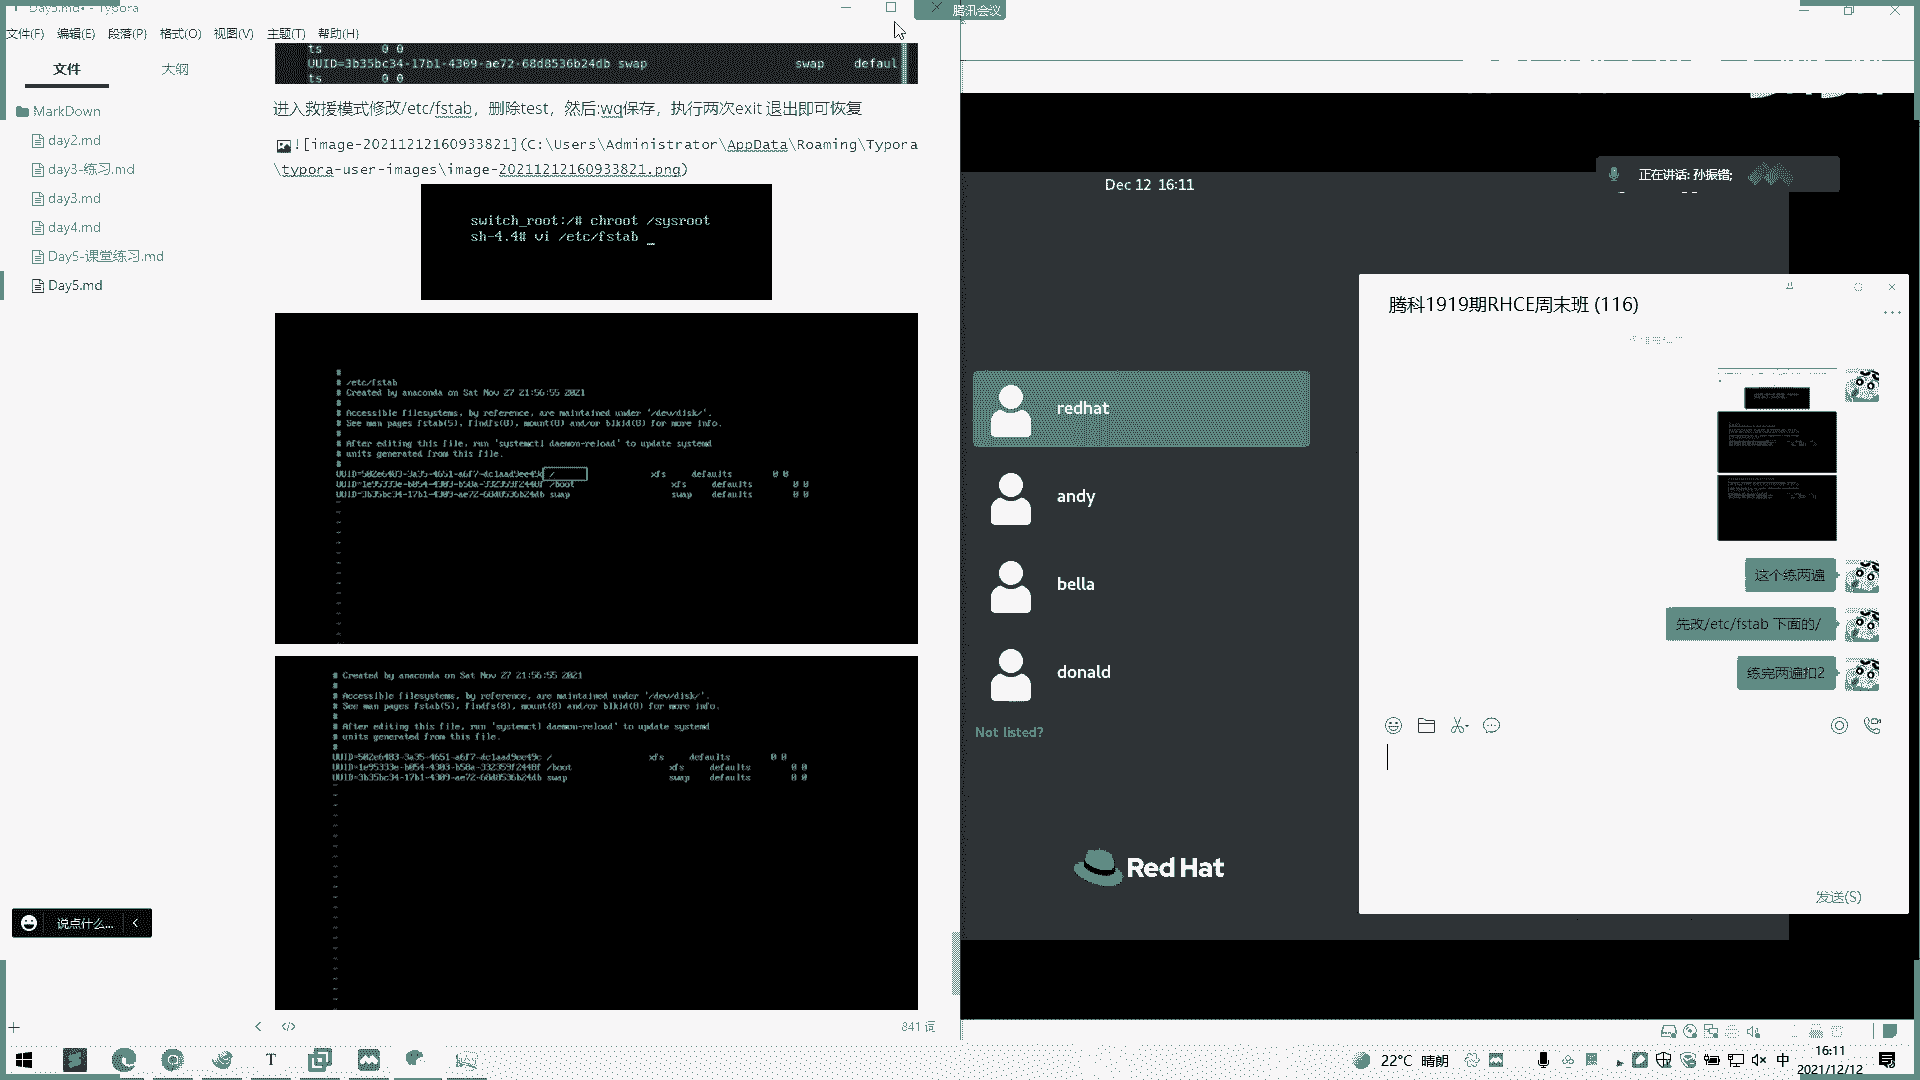 Day5.md• - Typora
文件(F) 编辑(E) 段落(P) 格式(O) 视图(V) 主题(T) 帮助(H)
文件 大纲
MarkDown
day2.md
day3-练习.md
day3.md
day4.md
Day5-课堂练习.md
Day5.md
说点什么...
ts 0 0
UUID=3b35bc34-17b1-4309-ae72-68d8536b24db swap swap defaul
ts 0 0
进入救援模式修改/etc/fstab，删除test，然后:wq保存，执行两次exit 退出即可恢复
![image-20211212160933821](C:\Users\Administrator\AppData\Roaming\Typora
\typora-user-images\image-20211212160933821.png)
switch_root:/# chroot /sysroot
sh-4.4# vi /etc/fstab _
#
# /etc/fstab
# Created by anaconda on Sat Nov 27 21:56:55 2021
#
# Accessible filesystems, by reference, are maintained under '/dev/disk/'.
# See man pages fstab(5), findfs(8), mount(8) and/or blkid(8) for more info.
#
# After editing this file, run 'systemctl daemon-reload' to update systemd
# units generated from this file.
#
UUID=502e6483-3a35-4651-a6f7-dc1aad9ee49c / xfs defaults 0 0
UUID=1e95333e-b054-4303-b58a-332359f2448f /boot xfs defaults 0 0
UUID=3b35bc34-17b1-4309-ae72-68d8536b24db swap swap defaults 0 0
# Created by anaconda on Sat Nov 27 21:56:55 2021
#
# Accessible filesystems, by reference, are maintained under '/dev/disk/'.
# See man pages fstab(5), findfs(8), mount(8) and/or blkid(8) for more info.
#
# After editing this file, run 'systemctl daemon-reload' to update systemd
# units generated from this file.
#
UUID=502e6483-3a35-4651-a6f7-dc1aad9ee49c / xfs defaults 0 0
UUID=1e95333e-b054-4303-b58a-332359f2448f /boot xfs defaults 0 0
UUID=3b35bc34-17b1-4309-ae72-68d8536b24db swap swap defaults 0 0
841 词
腾讯会议
Dec 12 16:11
正在讲话: 孙振错;
redhat
andy
bella
donald
Not listed?
Red Hat
腾科1919期RHCE周末班 (116)
这个练两遍
先改/etc/fstab 下面的/
练完两遍扣2
发送(S)
22°C 晴朗
中
16:11
2021/12/12